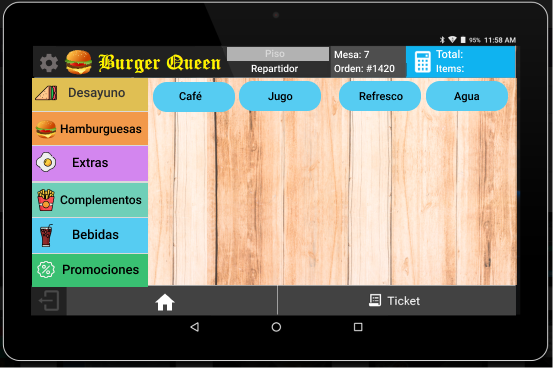 95% 11:58 AM
Burger Queen
Piso
Repartidor
Mesa: 7
Orden: #1420
Total:
Items:
Desayuno
Hamburguesas
Extras
Complementos
Bebidas
Promociones
Café
Jugo
Refresco
Agua
Ticket